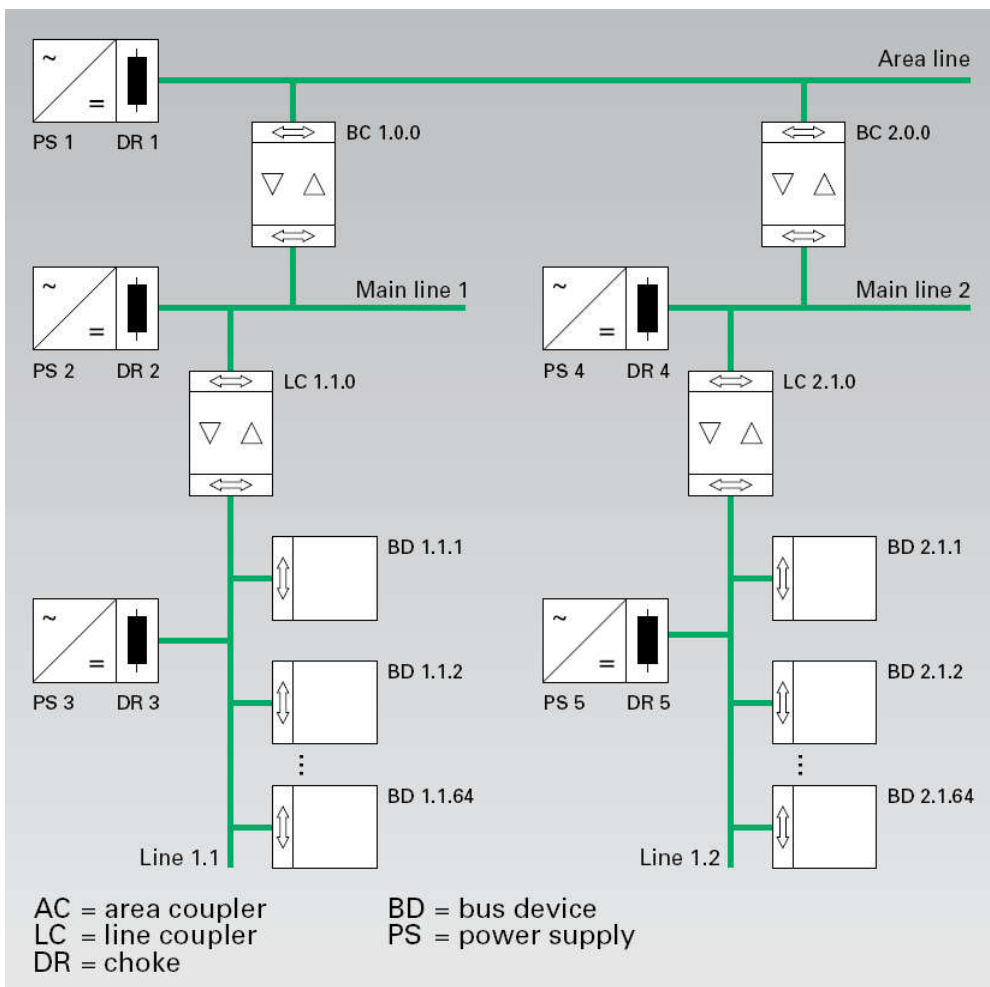 Area line
~
=
PS 1 DR 1
BC 1.0.0
BC 2.0.0
Main line 1
Main line 2
~
=
PS 2 DR 2
~
=
PS 4 DR 4
LC 1.1.0
LC 2.1.0
BD 1.1.1
BD 2.1.1
~
=
PS 3 DR 3
~
=
PS 5 DR 5
BD 1.1.2
BD 2.1.2
BD 1.1.64
BD 2.1.64
Line 1.1
Line 1.2
AC = area coupler
LC = line coupler
DR = choke
BD = bus device
PS = power supply